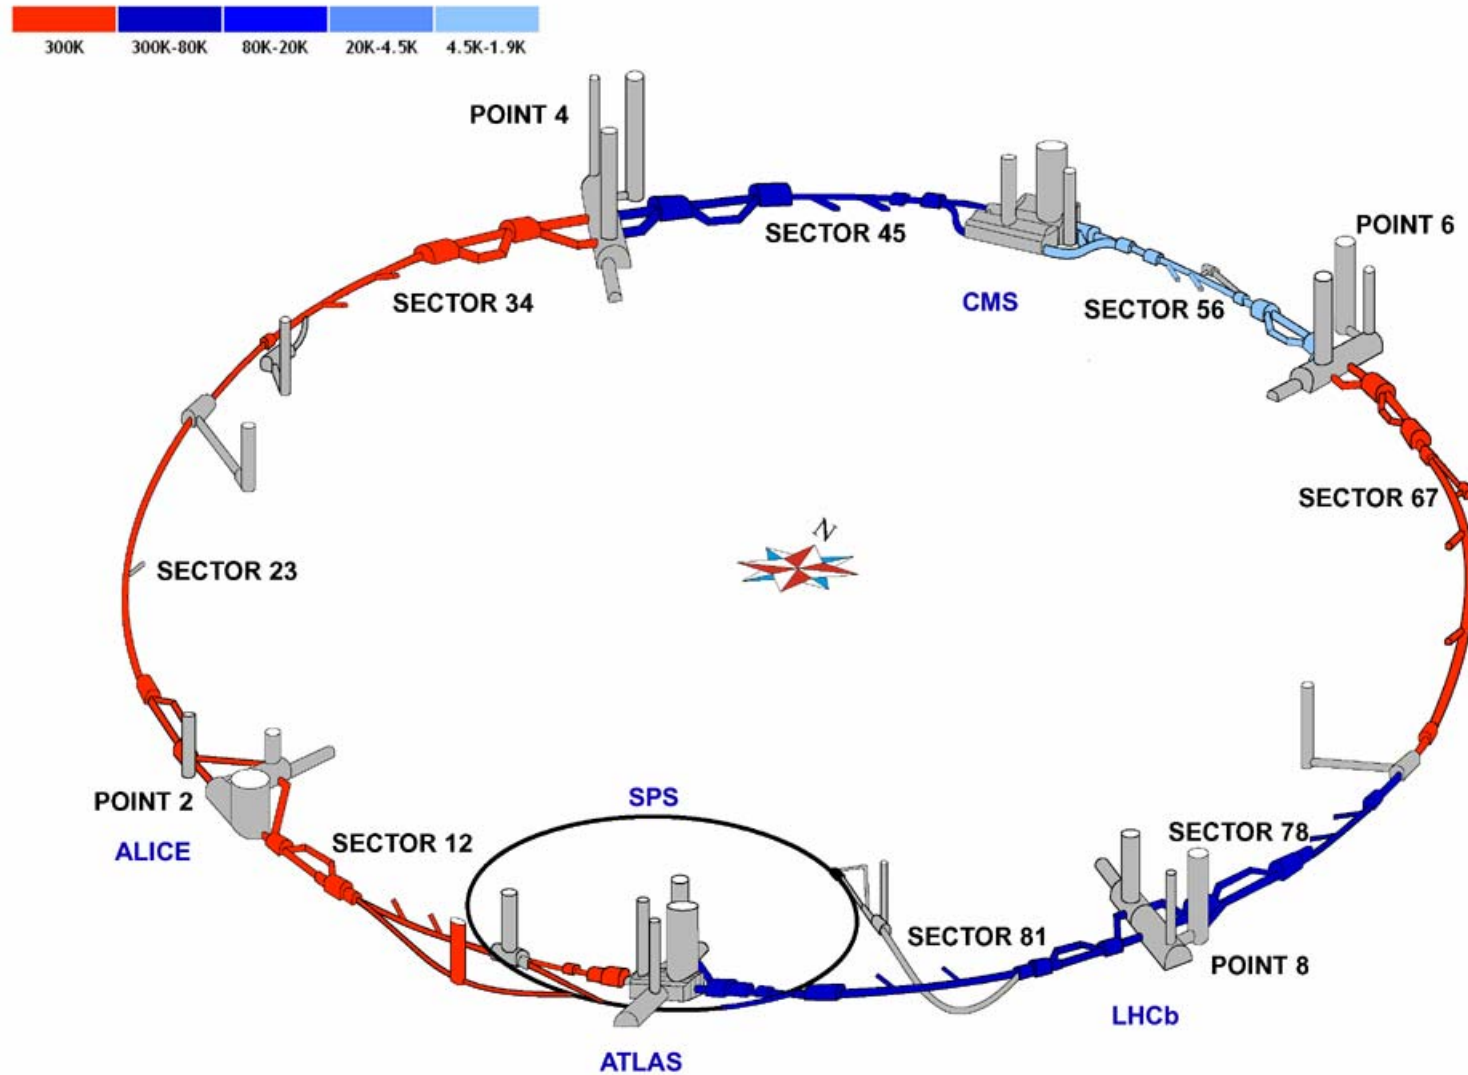 300K 300K-80K 80K-20K 20K-4.5K 4.5K-1.9K
POINT 4
POINT 6
SECTOR 45
CMS
SECTOR 34
SECTOR 56
SECTOR 67
N
SECTOR 23
POINT 2
SPS
SECTOR 78
ALICE
SECTOR 12
SECTOR 81
POINT 8
LHCb
ATLAS